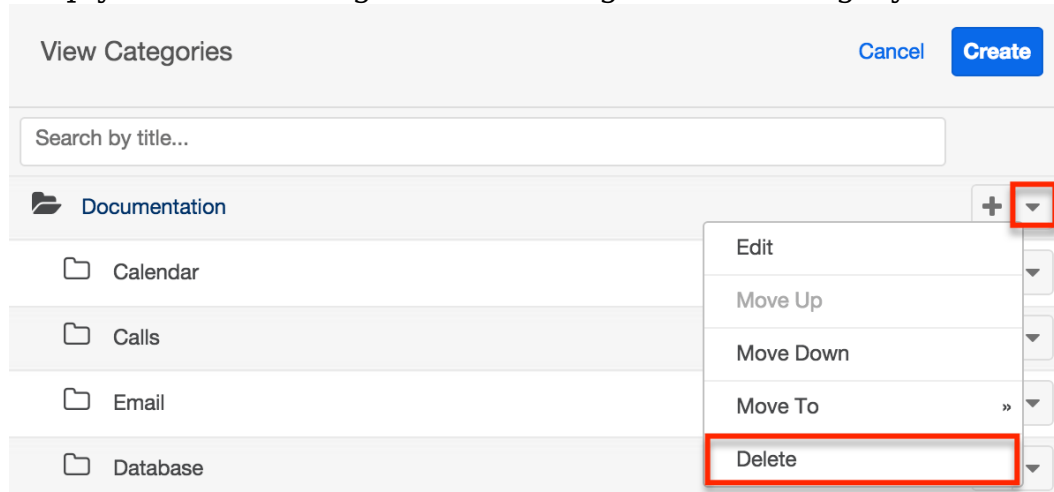 View Categories
Cancel
Create
Search by title...
Documentation
Edit
Calendar
Move Up
Calls
Move Down
Email
Move To »
Database
Delete